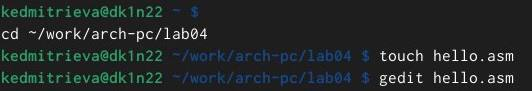 kedmitrieva@dk1n22 ~ $
cd ~/work/arch-pc/lab04
kedmitrieva@dk1n22 ~/work/arch-pc/lab04 $ touch hello.asm
kedmitrieva@dk1n22 ~/work/arch-pc/lab04 $ gedit hello.asm